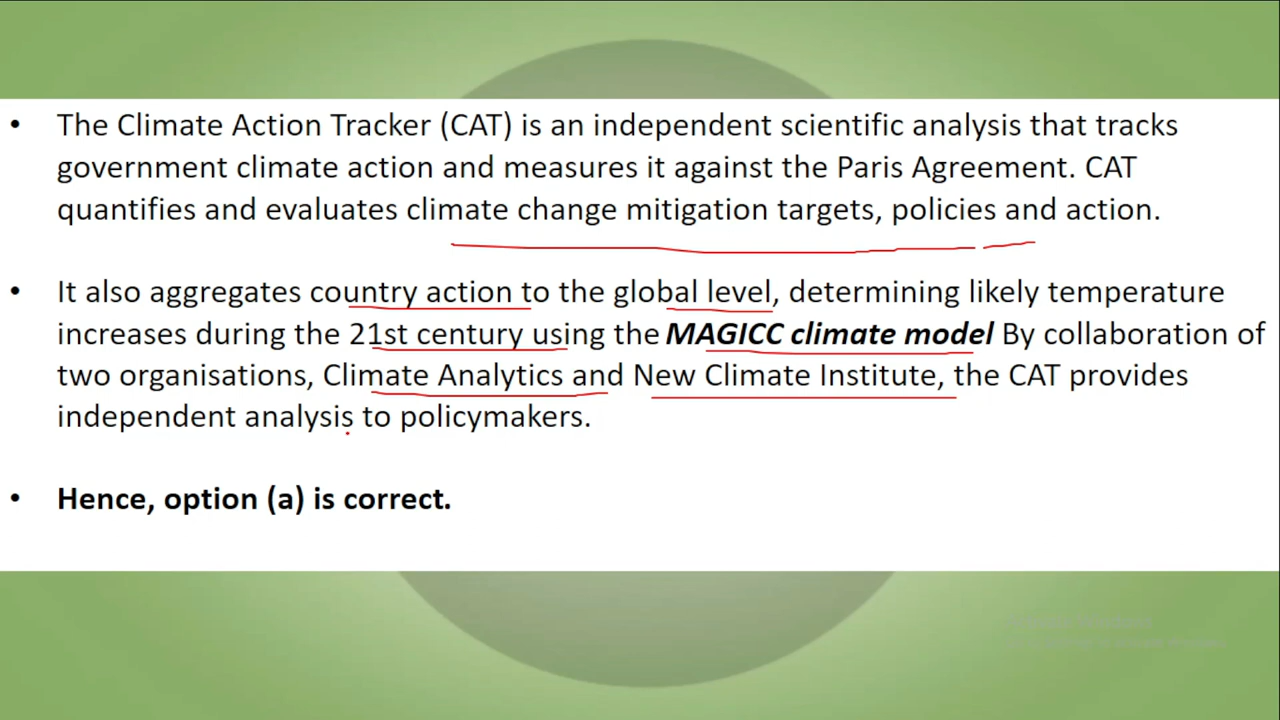 • The Climate Action Tracker (CAT) is an independent scientific analysis that tracks
government climate action and measures it against the Paris Agreement. CAT
quantifies and evaluates climate change mitigation targets, policies and action.
• It also aggregates country action to the global level, determining likely temperature
increases during the 21st century using the MAGICC climate model By collaboration of
two organisations, Climate Analytics and New Climate Institute, the CAT provides
independent analysis to policymakers.
• Hence, option (a) is correct.